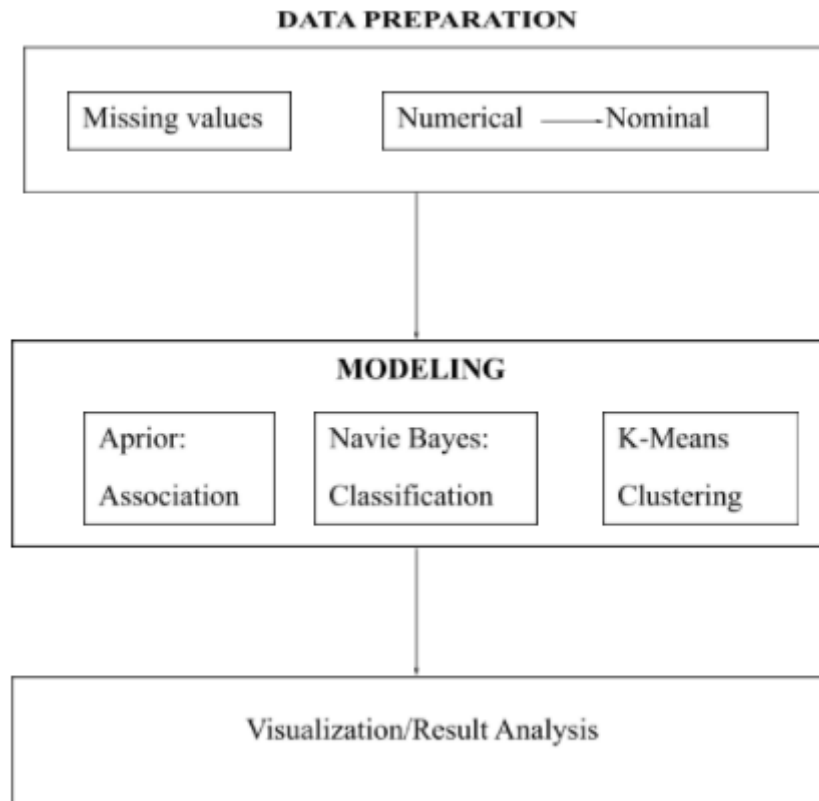 DATA PREPARATION
Missing values
Numerical Nominal
MODELING
Aprior:
Association
Navie Bayes:
Classification
K-Means
Clustering
Visualization/Result Analysis